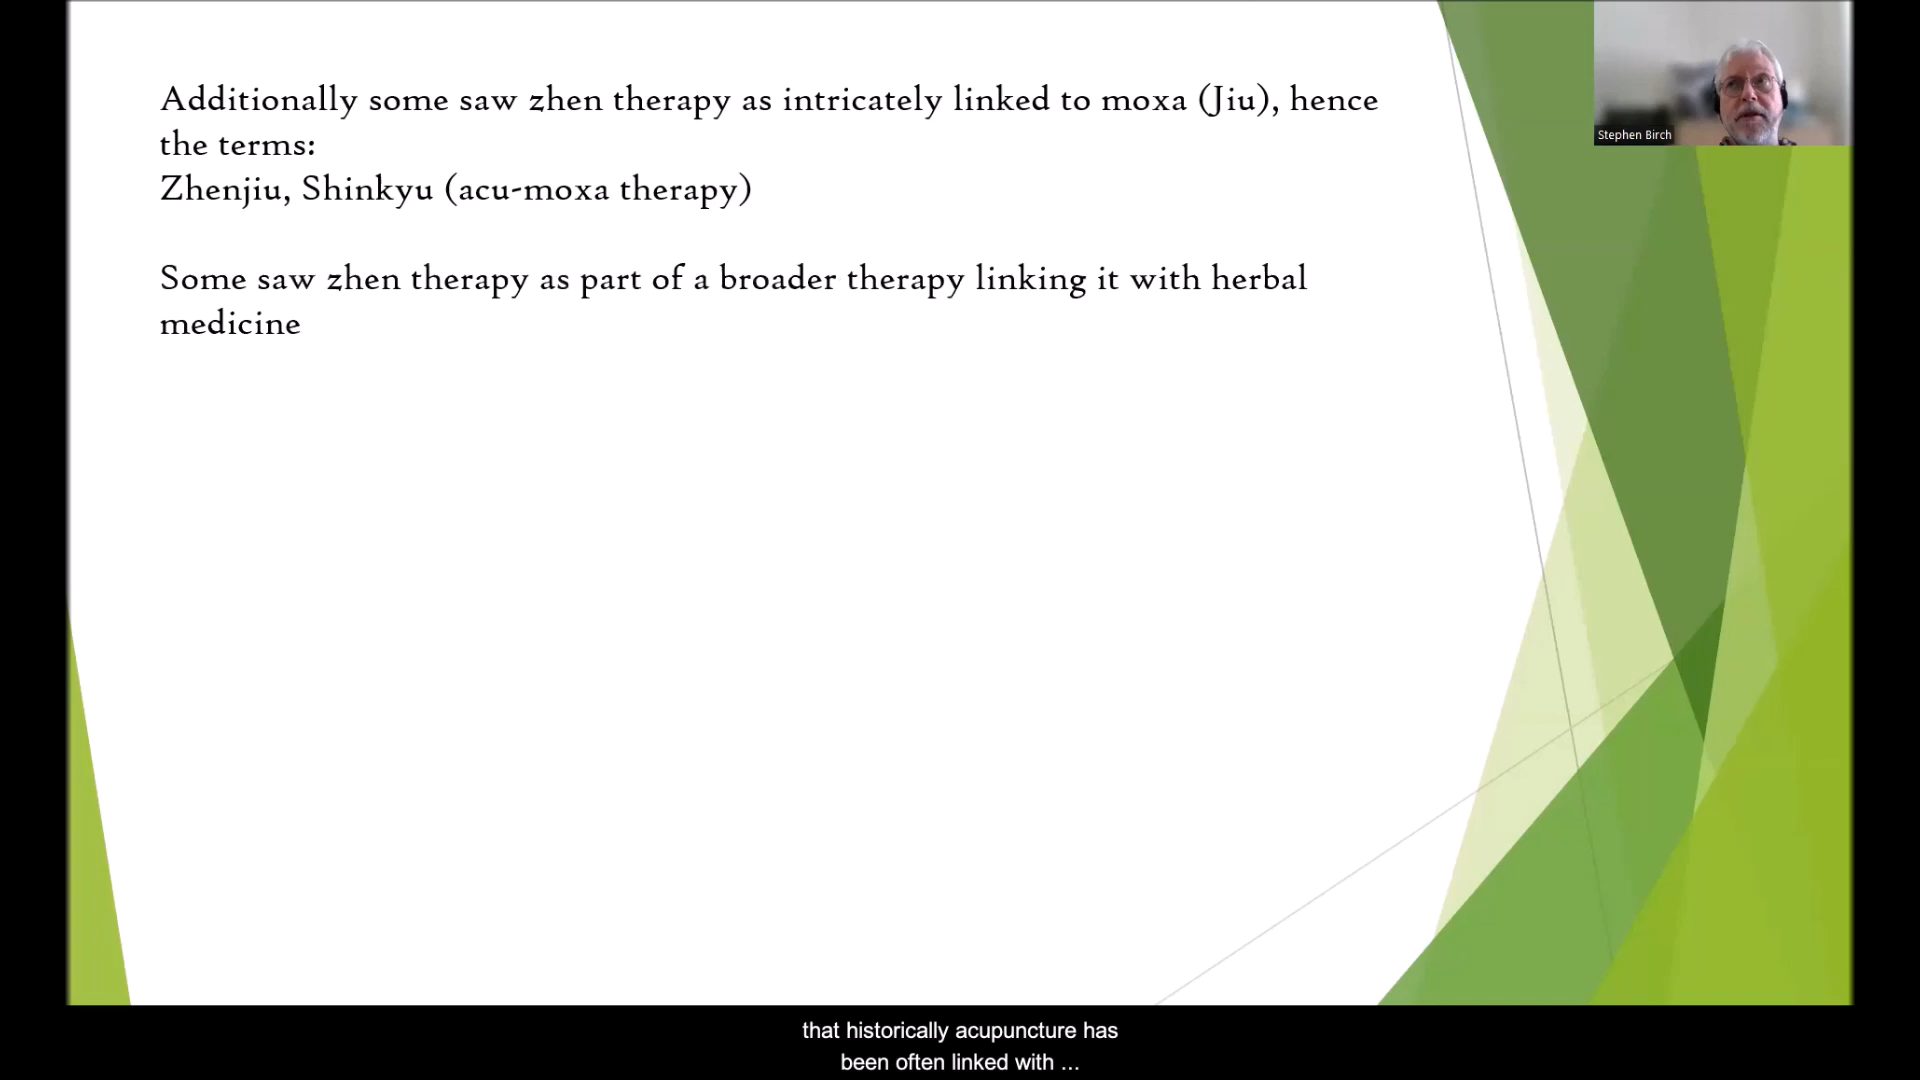 Additionally some saw zhen therapy as intricately linked to moxa (Jiu), hence
the terms:
Zhenjiu, Shinkyu (acu-moxa therapy)
Some saw zhen therapy as part of a broader therapy linking it with herbal
medicine
Stephen Birch
that historically acupuncture has
been often linked with ...